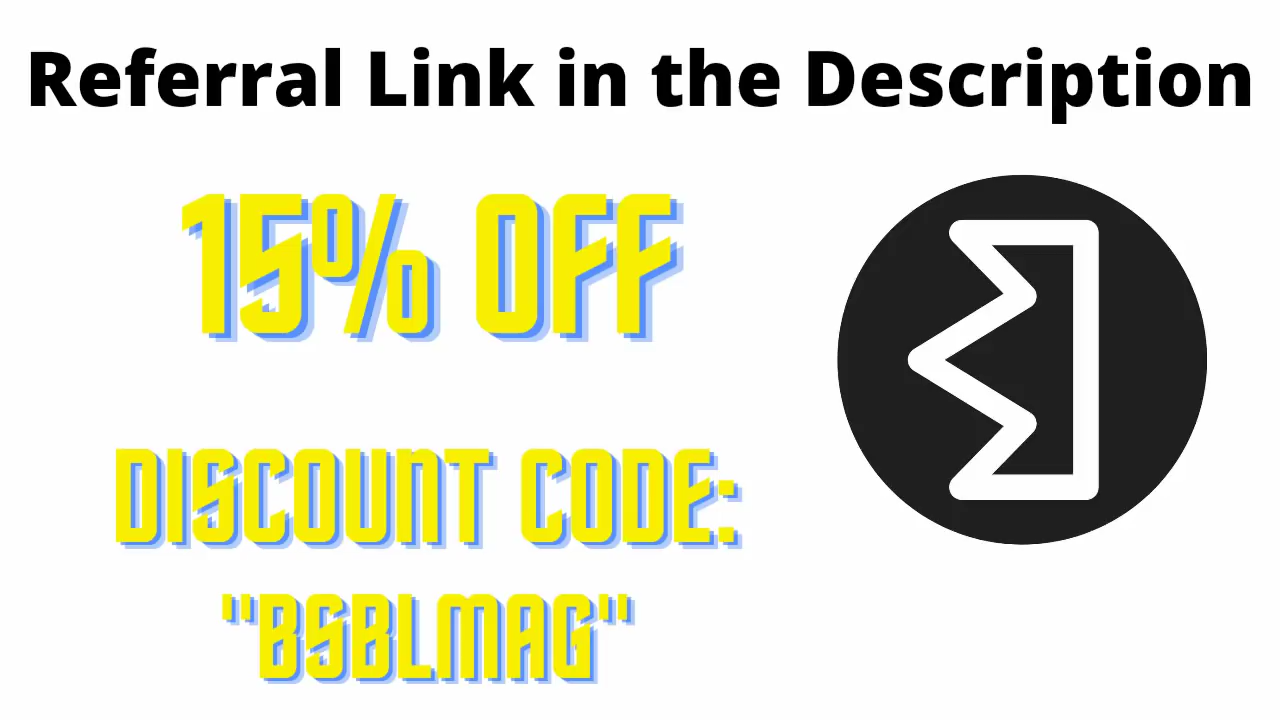 Referral Link in the Description
15% OFF
DISCOUNT CODE:
"BSBLMAG"